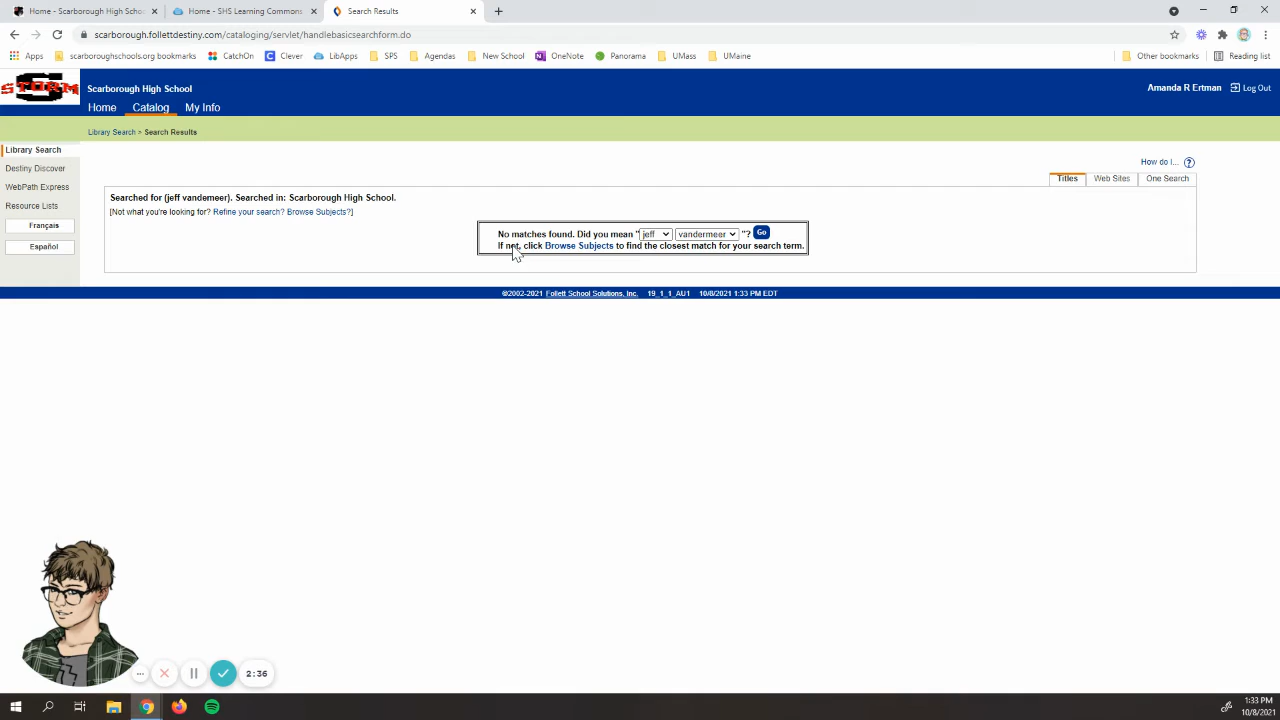 Home - Scarborough High School
Home - SHS Learning Commons
Search Results
scarborough.follettdestiny.com/cataloging/servlet/handlebasicsearchform.do
Apps
scarboroughschools.org bookmarks
CatchOn
Clever
LibApps
SPS
Agendas
New School
OneNote
Panorama
UMass
UMaine
Other bookmarks
Reading list
STORM
Scarborough High School
Amanda R Ertman
Log Out
Home Catalog My Info
Library Search > Search Results
Library Search
Destiny Discover
WebPath Express
Resource Lists
Français
Español
How do I...
Titles Web Sites One Search
Searched for (jeff vandemeer). Searched in: Scarborough High School.
[Not what you're looking for? Refine your search? Browse Subjects?]
No matches found. Did you mean "jeff vandermeer "? Go
If not, click Browse Subjects to find the closest match for your search term.
©2002-2021 Follett School Solutions, Inc. 19_1_1_AU1 10/8/2021 1:33 PM EDT
2:36
1:33 PM
10/8/2021